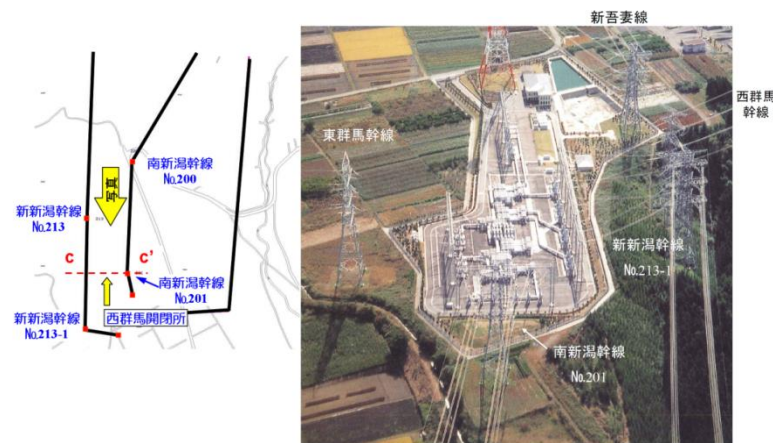 南新潟幹線
No.200
写真
新新潟幹線
No.213
C
C'
南新潟幹線
No.201
新新潟幹線
No.213-1
西群馬開閉所
新吾妻線
西群馬
幹線
東群馬幹線
新新潟幹線
No.213-1
南新潟幹線
No.201